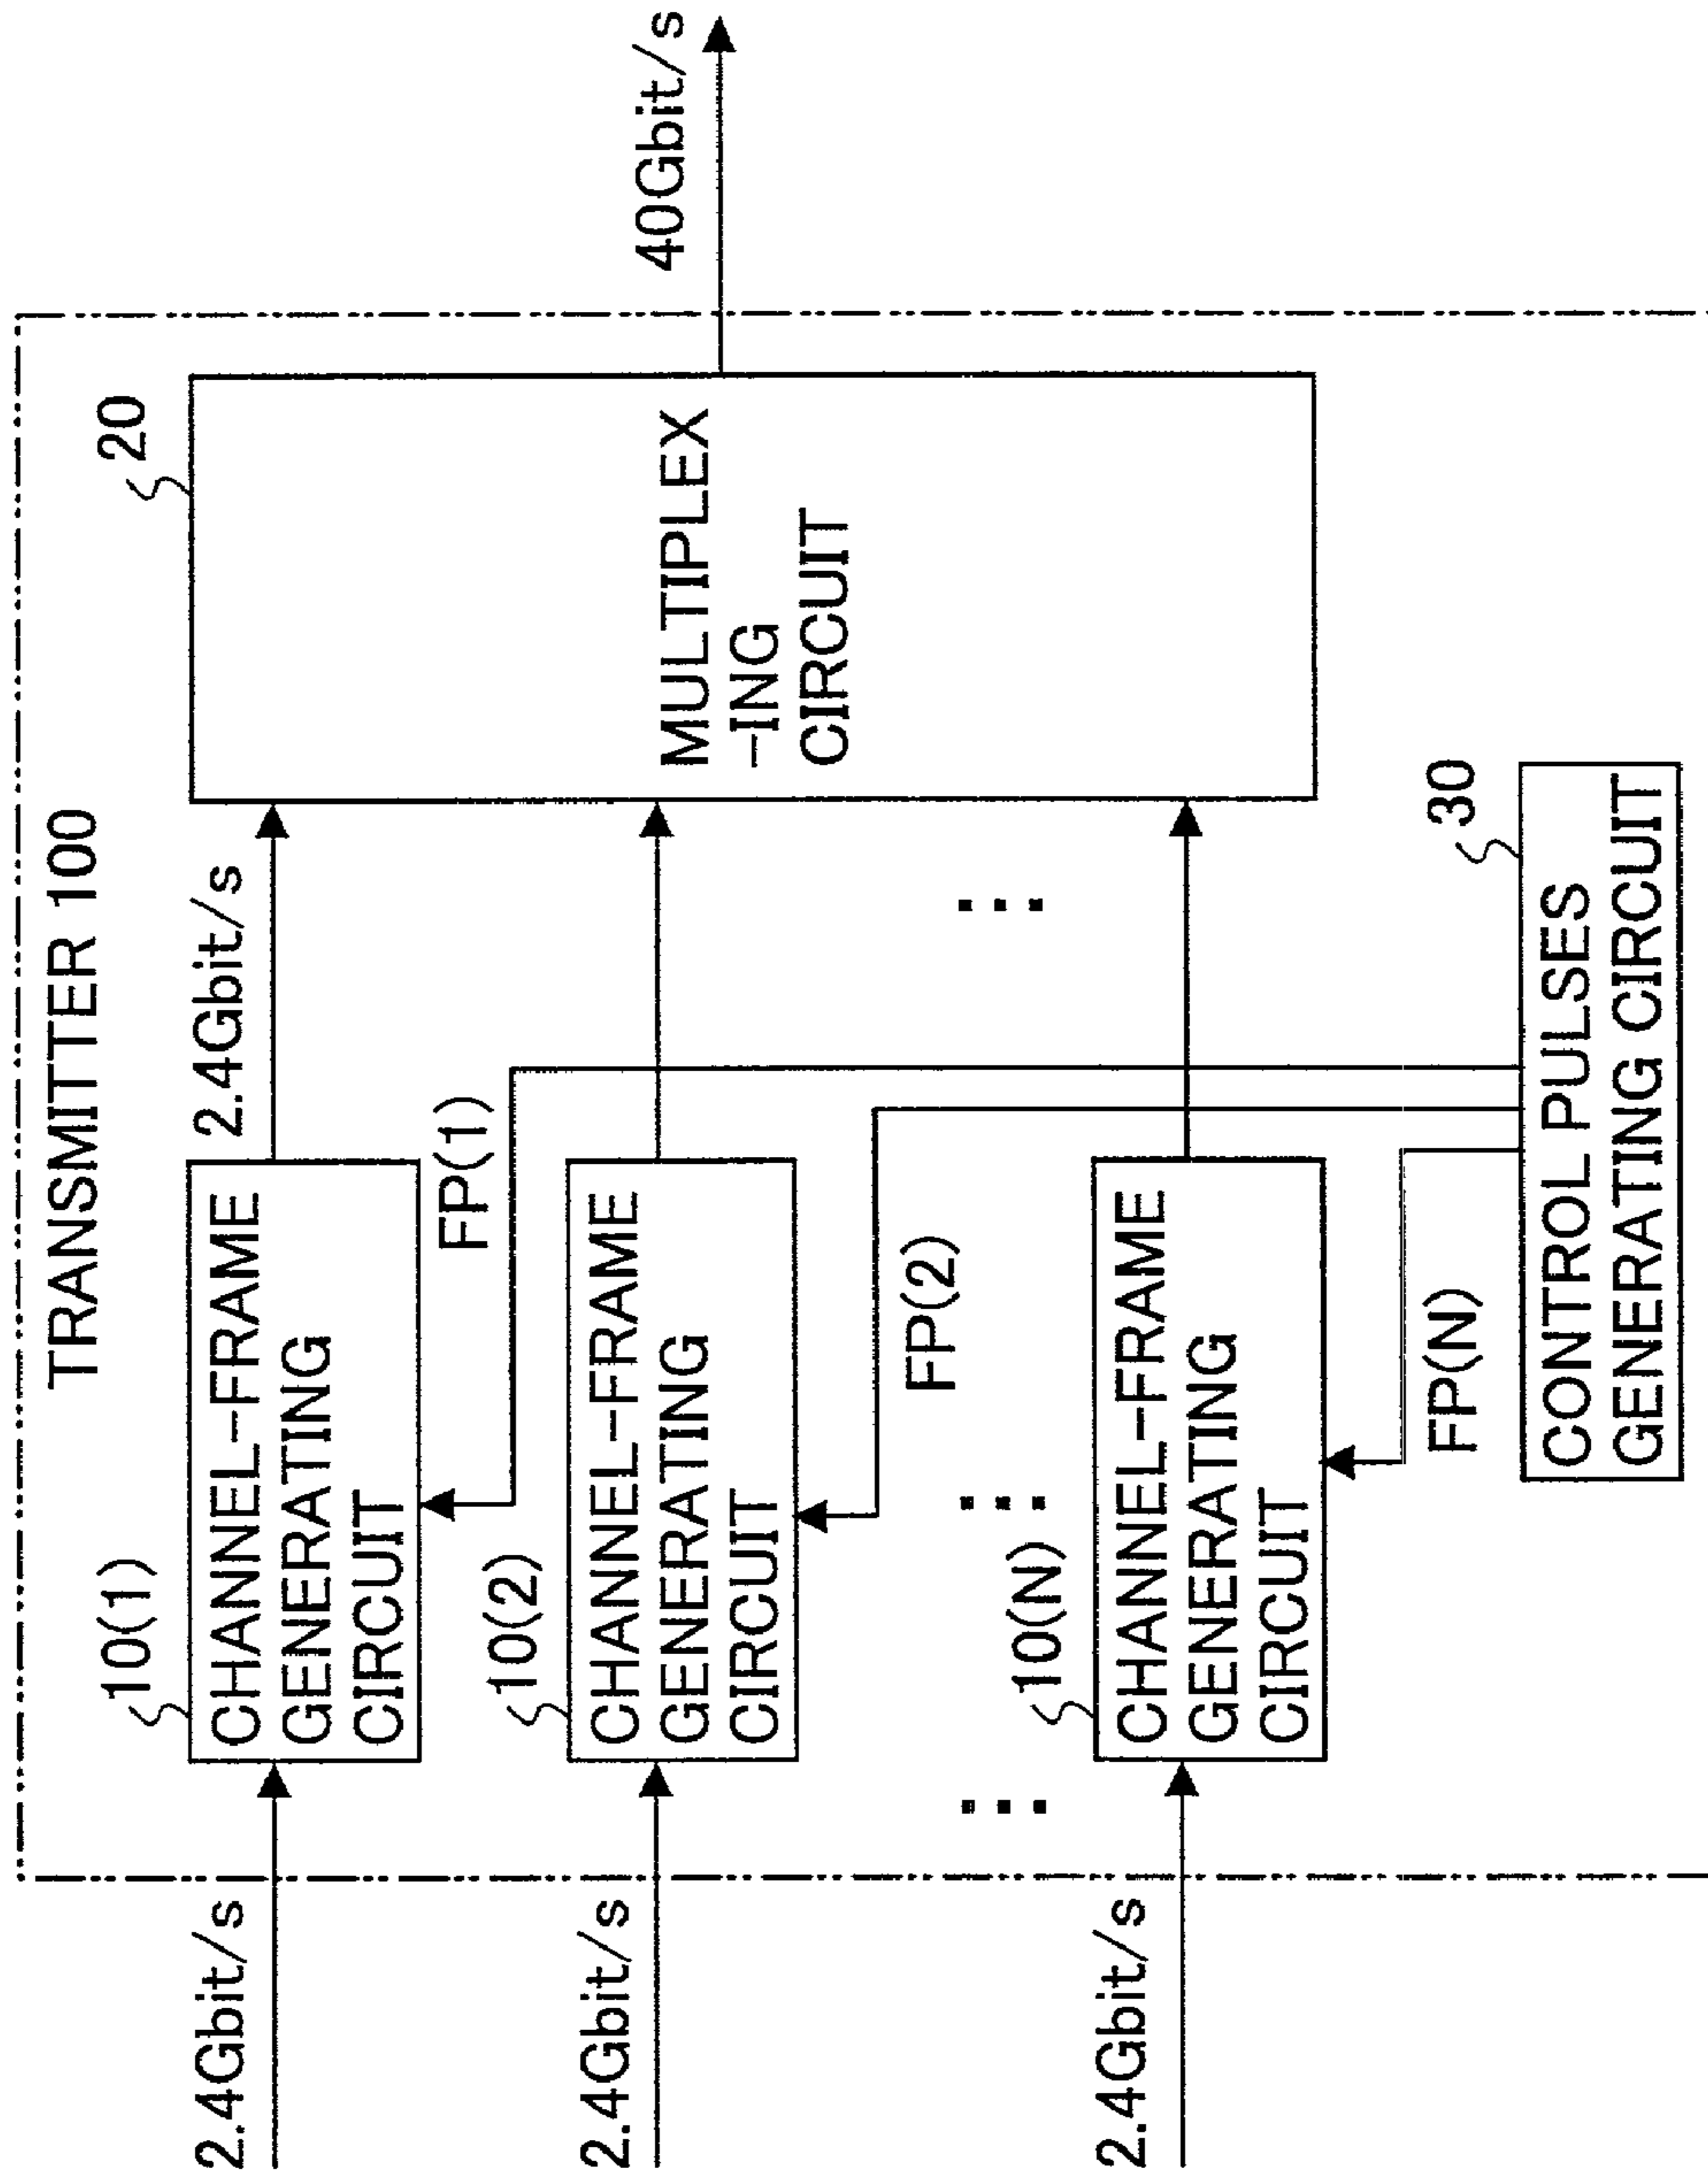 TRANSMITTER 100
2.4Gbit/s
10(1)
CHANNEL-FRAME
GENERATING
CIRCUIT
2.4Gbit/s
FP(1)
20
MULTIPLEX
-ING
CIRCUIT
40Gbit/s
2.4Gbit/s
10(2)
CHANNEL-FRAME
GENERATING
CIRCUIT
FP(2)
...
...
...
2.4Gbit/s
10(N)
CHANNEL-FRAME
GENERATING
CIRCUIT
FP(N)
30
CONTROL PULSES
GENERATING CIRCUIT